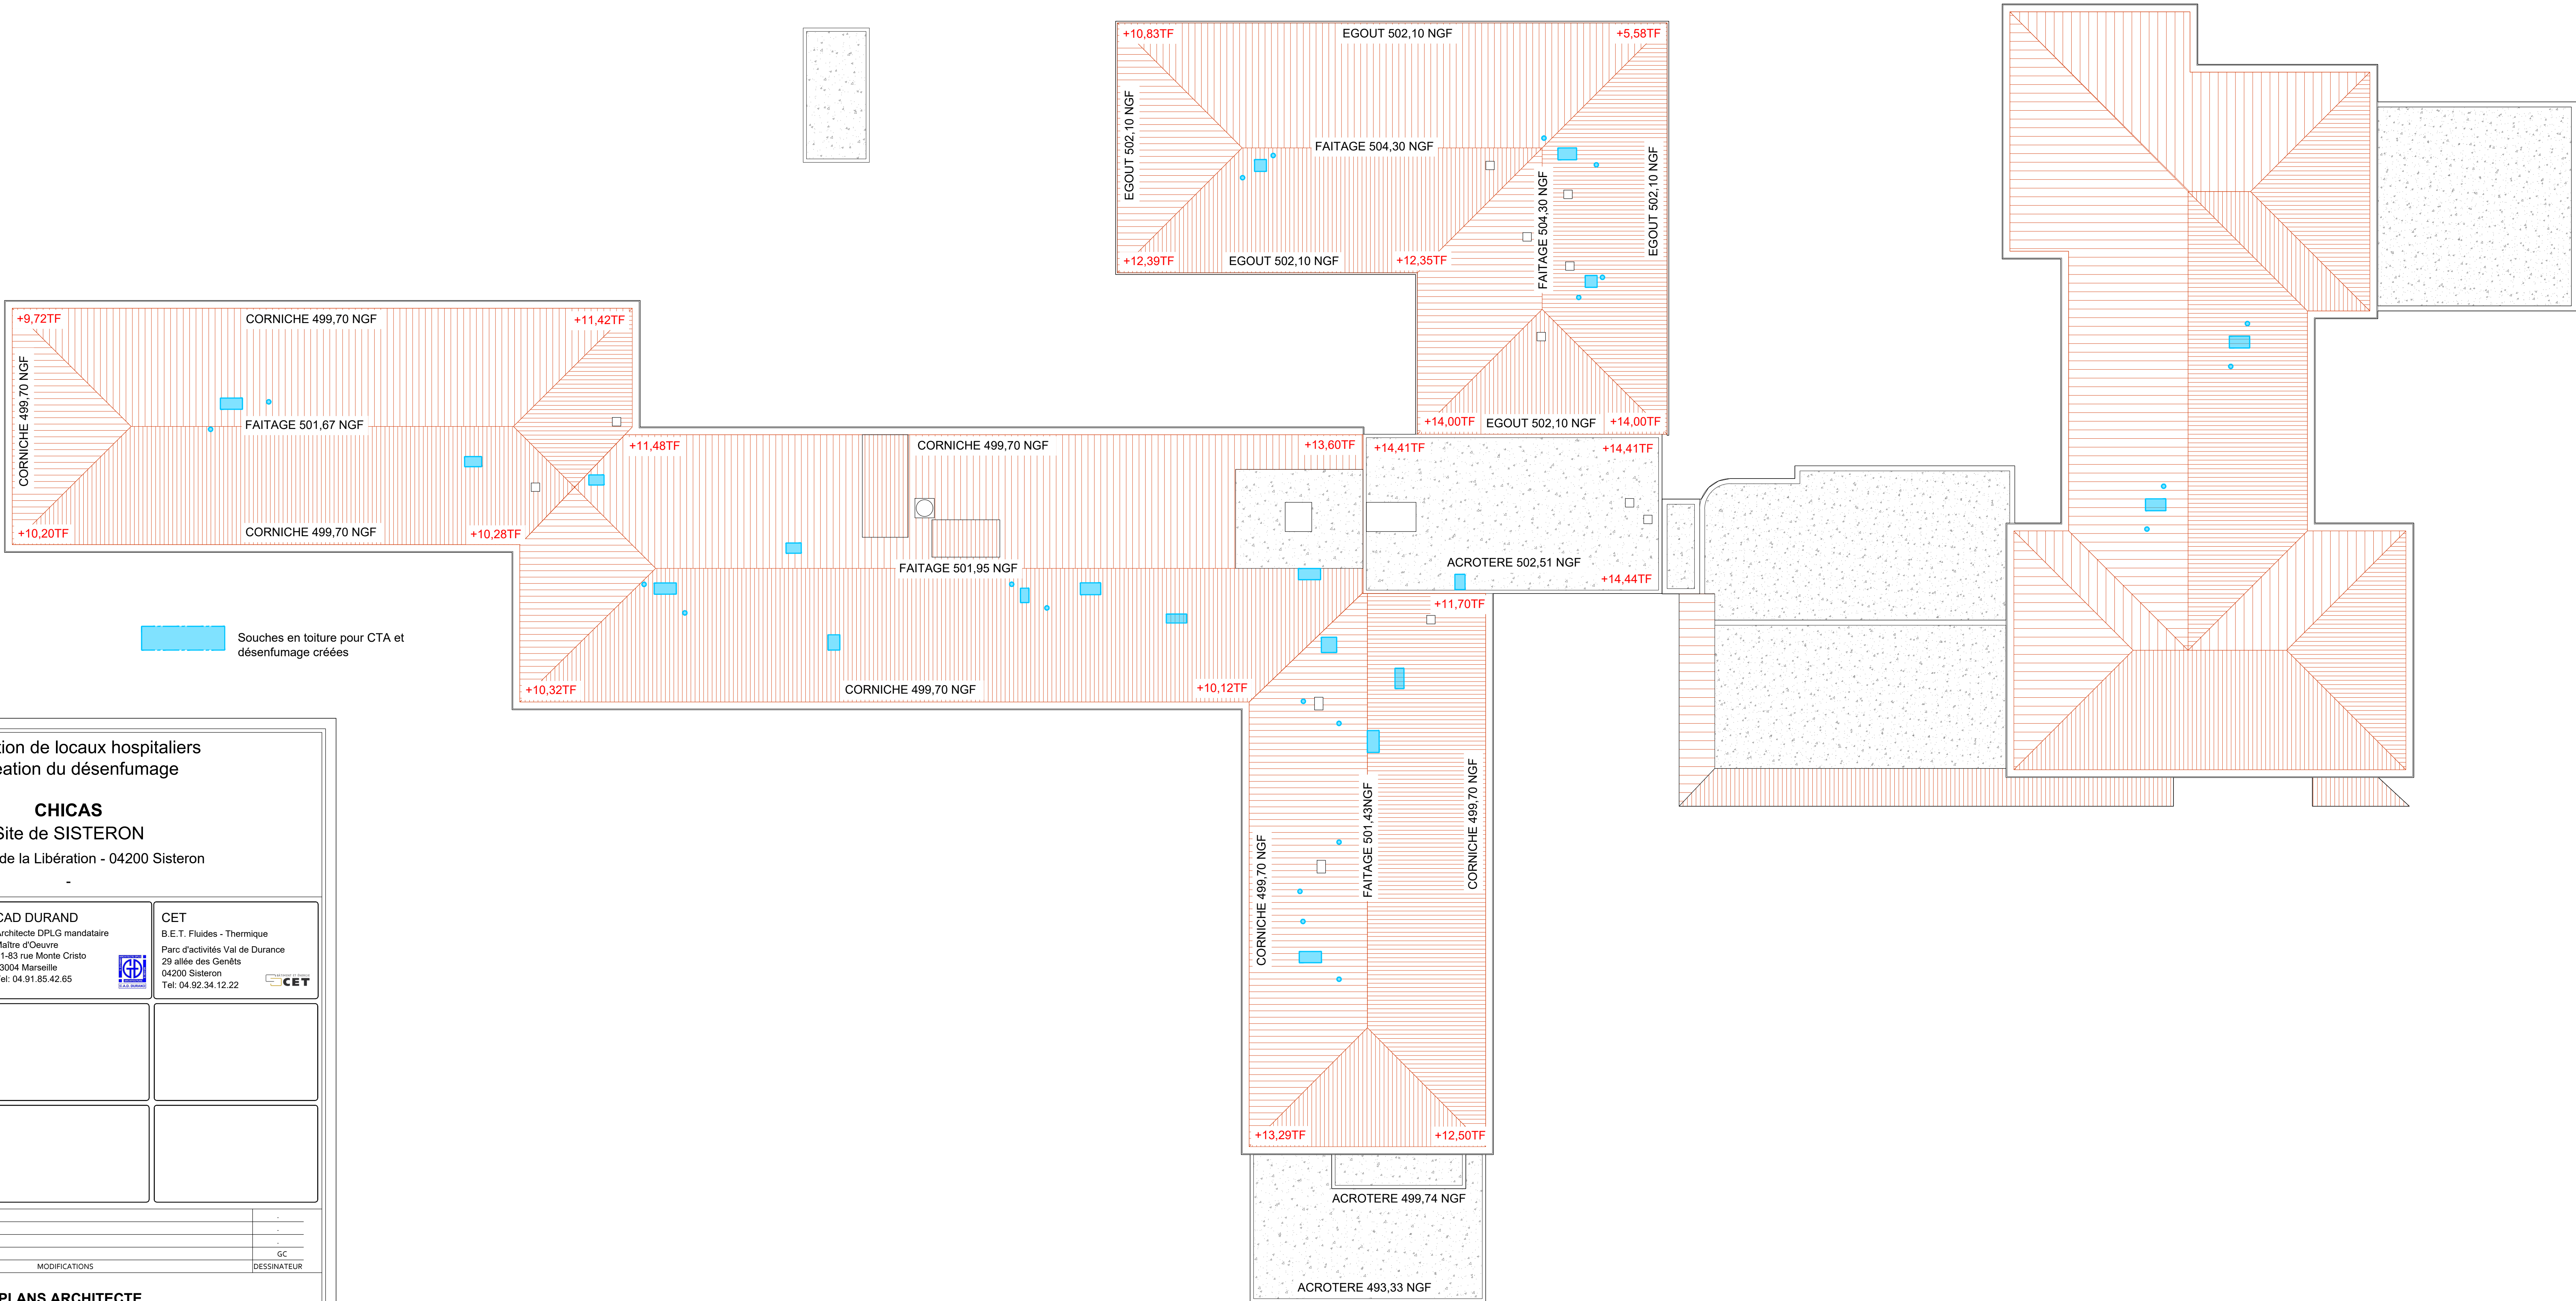 +10,83TF
EGOUT 502,10 NGF
+5,58TF
EGOUT 502,10 NGF
FAITAGE 504,30 NGF
FAITAGE 504,30 NGF
EGOUT 502,10 NGF
+12,39TF
EGOUT 502,10 NGF
+12,35TF
+14,00TF
EGOUT 502,10 NGF
+14,00TF
+9,72TF
CORNICHE 499,70 NGF
+11,42TF
CORNICHE 499,70 NGF
FAITAGE 501,67 NGF
+10,20TF
CORNICHE 499,70 NGF
+10,28TF
+11,48TF
CORNICHE 499,70 NGF
+13,60TF
+14,41TF
+14,41TF
FAITAGE 501,95 NGF
ACROTERE 502,51 NGF
+14,44TF
+11,70TF
+10,32TF
CORNICHE 499,70 NGF
+10,12TF
CORNICHE 499,70 NGF
FAITAGE 501,43NGF
CORNICHE 499,70 NGF
+13,29TF
+12,50TF
ACROTERE 499,74 NGF
ACROTERE 493,33 NGF
Souches en toiture pour CTA et
désenfumage créées
tion de locaux hospitaliers
ation du désenfumage
CHICAS
Site de SISTERON
de la Libération - 04200 Sisteron
-
CAD DURAND
Architecte DPLG mandataire
Maître d'Oeuvre
1-83 rue Monte Cristo
3004 Marseille
Tel: 04.91.85.42.65
C.A.D. DURAND
CET
B.E.T. Fluides - Thermique
Parc d'activités Val de Durance
29 allée des Genêts
04200 Sisteron
Tel: 04.92.34.12.22
CET
-
-
-
GC
MODIFICATIONS
DESSINATEUR
PLANS ARCHITECTE